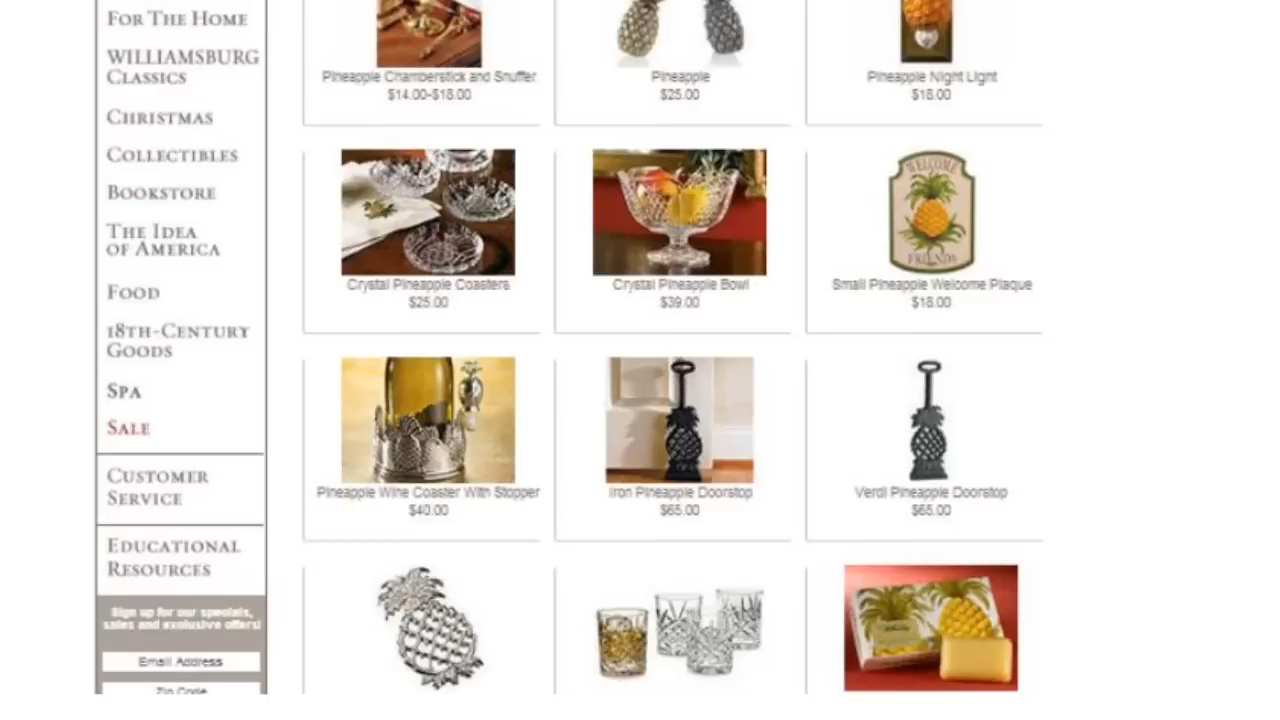 For The Home
WILLIAMSBURG
Classics
Christmas
Collectibles
Bookstore
The Idea
of America
Food
18th-Century
Goods
Spa
Sale
Customer
Service
Educational
Resources
Sign up for our specials,
sales and exclusive offers!
Email Address
Zip Code
Pineapple Chamberstick and Snuffer
$14.00-$18.00
Pineapple
$25.00
Pineapple Night Light
$18.00
Crystal Pineapple Coasters
$25.00
Crystal Pineapple Bowl
$39.00
WELCOME
FRIENDS
Small Pineapple Welcome Plaque
$18.00
Pineapple Wine Coaster With Stopper
$40.00
Iron Pineapple Doorstop
$65.00
Verdi Pineapple Doorstop
$65.00